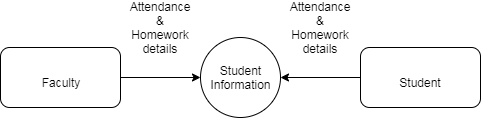 Attendance
&
Homework
details
Attendance
&
Homework
details
Faculty
Student
Information
Student